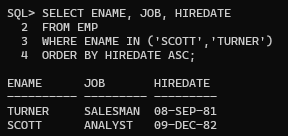 SQL> SELECT ENAME, JOB, HIREDATE
  2  FROM EMP
  3  WHERE ENAME IN ('SCOTT','TURNER')
  4  ORDER BY HIREDATE ASC;

ENAME      JOB       HIREDATE
---------- --------- ---------
TURNER     SALESMAN  08-SEP-81
SCOTT      ANALYST   09-DEC-82